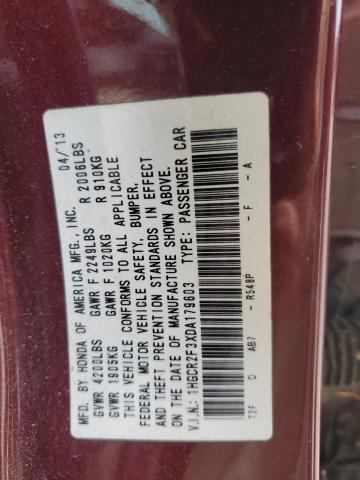 MFD. BY HONDA OF AMERICA MFG., INC. 04/'13
GVWR 4200LBS GAWR F 2249LBS R 2006LBS
GVWR 1905KG GAWR F 1020KG R 910KG
THIS VEHICLE CONFORMS TO ALL APPLICABLE
FEDERAL MOTOR VEHICLE SAFETY, BUMPER,
AND THEFT PREVENTION STANDARDS IN EFFECT
ON THE DATE OF MANUFACTURE SHOWN ABOVE.
V.I.N.: 1HGCR2F3XDA179603 TYPE: PASSENGER CAR
T2F D AB7 - R548P - F - A